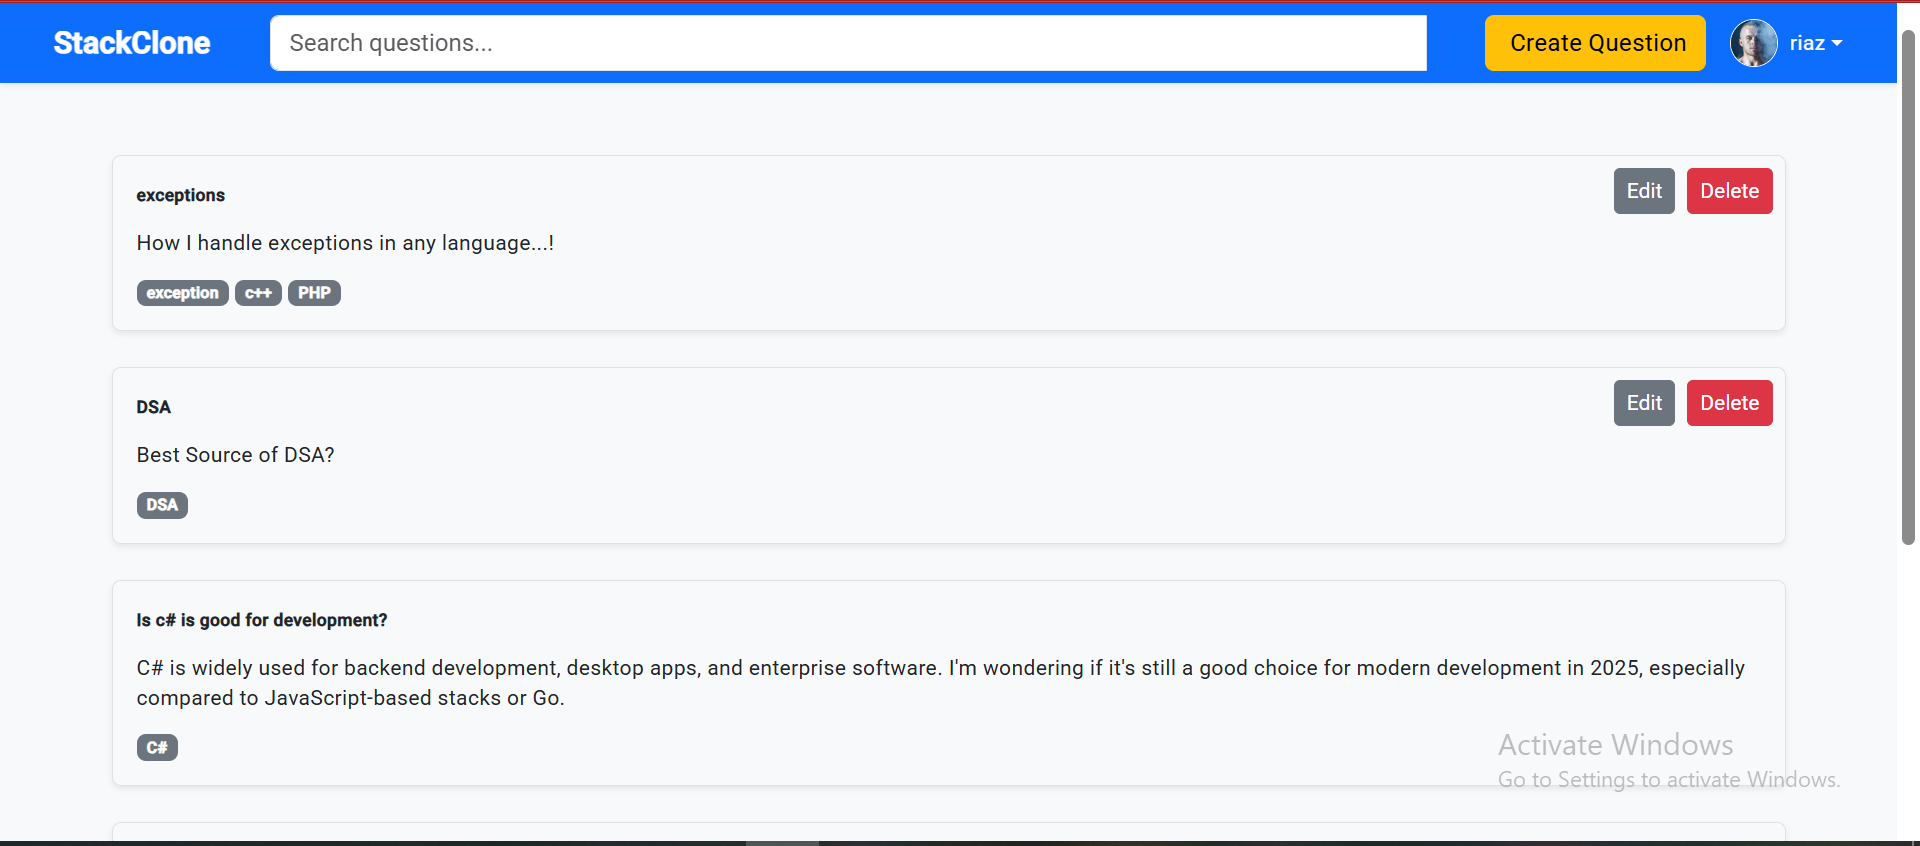 StackClone
Search questions...
Create Question
riaz
exceptions
Edit
Delete
How I handle exceptions in any language...!
exception
c++
PHP
DSA
Edit
Delete
Best Source of DSA?
DSA
Is c# is good for development?
C# is widely used for backend development, desktop apps, and enterprise software. I'm wondering if it's still a good choice for modern development in 2025, especially
compared to JavaScript-based stacks or Go.
C#
Activate Windows
Go to Settings to activate Windows.